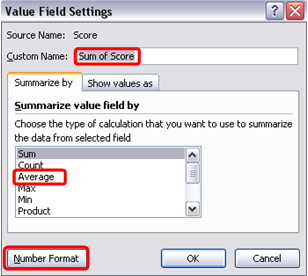 Value Field Settings
Source Name: Score
Custom Name: Sum of Score
Summarize by Show values as
Summarize value field by
Choose the type of calculation that you want to use to summarize
the data from selected field
Sum
Count
Average
Max
Min
Product
Number Format OK Cancel